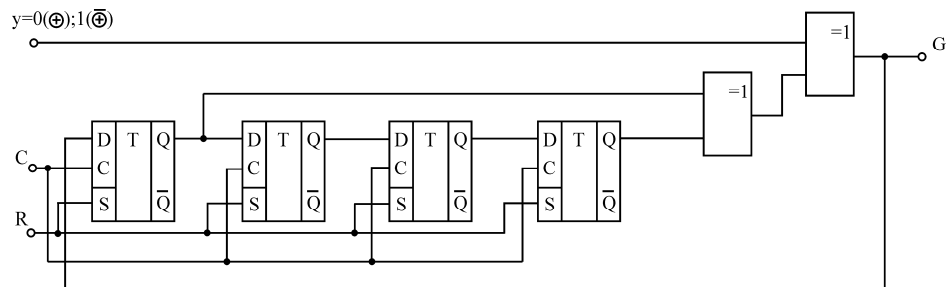 y=0(⊕);1(⊕̅)
=1
G
=1
D T Q D T Q D T Q D T Q
C C C C C
S Q̅ S Q̅ S Q̅ S Q̅
R